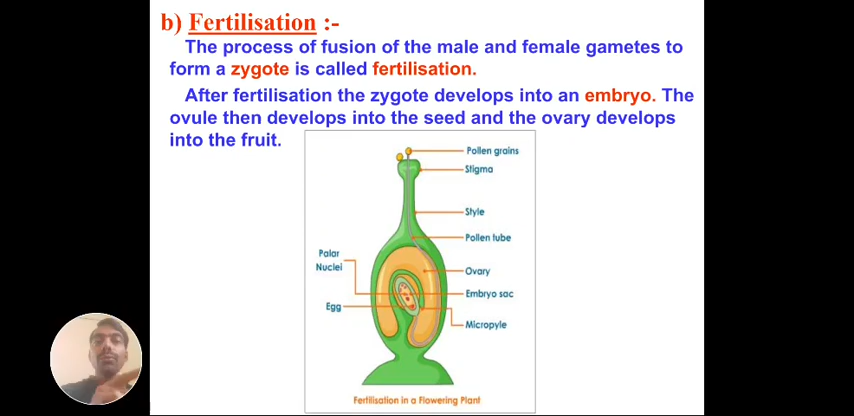 b) Fertilisation :-
The process of fusion of the male and female gametes to
form a zygote is called fertilisation.
After fertilisation the zygote develops into an embryo. The
ovule then develops into the seed and the ovary develops
into the fruit.
Pollen grains
Stigma
Style
Pollen tube
Palar
Nuclei
Ovary
Embryo sac
Egg
Micropyle
Fertilisation in a Flowering Plant